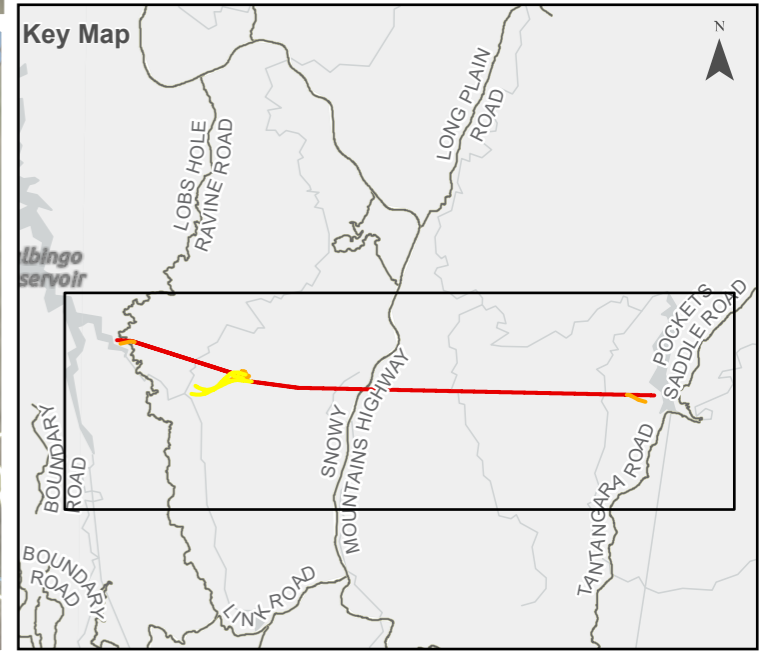 Key Map
N
LONG PLAIN
ROAD
LOBS HOLE
RAVINE ROAD
lbingo
servoir
POCKETS
SADDLE ROAD
SNOWY
MOUNTAINS HIGHWAY
BOUNDARY
ROAD
TANTANGARA ROAD
BOUNDARY
ROAD
LINK ROAD